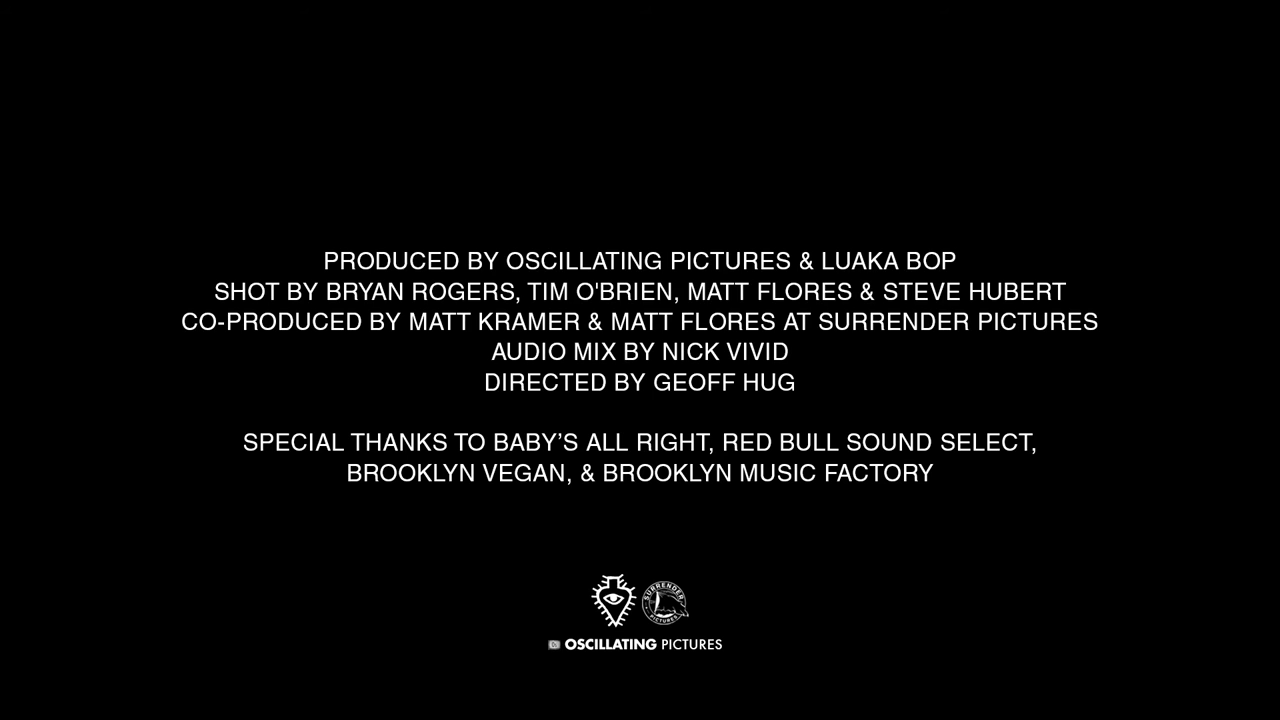 PRODUCED BY OSCILLATING PICTURES & LUAKA BOP
SHOT BY BRYAN ROGERS, TIM O'BRIEN, MATT FLORES & STEVE HUBERT
CO-PRODUCED BY MATT KRAMER & MATT FLORES AT SURRENDER PICTURES
AUDIO MIX BY NICK VIVID
DIRECTED BY GEOFF HUG
SPECIAL THANKS TO BABY’S ALL RIGHT, RED BULL SOUND SELECT,
BROOKLYN VEGAN, & BROOKLYN MUSIC FACTORY
SURRENDER
PICTURES
OSCILLATING PICTURES